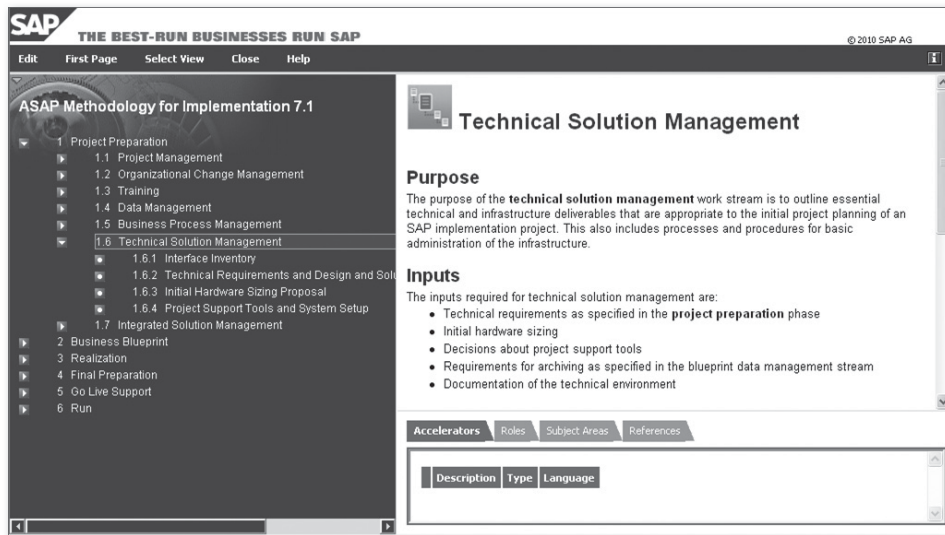 SAP
THE BEST-RUN BUSINESSES RUN SAP
© 2010 SAP AG
Edit First Page Select View Close Help
ASAP Methodology for Implementation 7.1
1 Project Preparation
1.1 Project Management
1.2 Organizational Change Management
1.3 Training
1.4 Data Management
1.5 Business Process Management
1.6 Technical Solution Management
1.6.1 Interface Inventory
1.6.2 Technical Requirements and Design and Solu
1.6.3 Initial Hardware Sizing Proposal
1.6.4 Project Support Tools and System Setup
1.7 Integrated Solution Management
2 Business Blueprint
3 Realization
4 Final Preparation
5 Go Live Support
6 Run
Technical Solution Management
Purpose
The purpose of the technical solution management work stream is to outline essential
technical and infrastructure deliverables that are appropriate to the initial project planning of an
SAP implementation project. This also includes processes and procedures for basic
administration of the infrastructure.
Inputs
The inputs required for technical solution management are:
• Technical requirements as specified in the project preparation phase
• Initial hardware sizing
• Decisions about project support tools
• Requirements for archiving as specified in the blueprint data management stream
• Documentation of the technical environment
Accelerators Roles Subject Areas References
Description Type Language